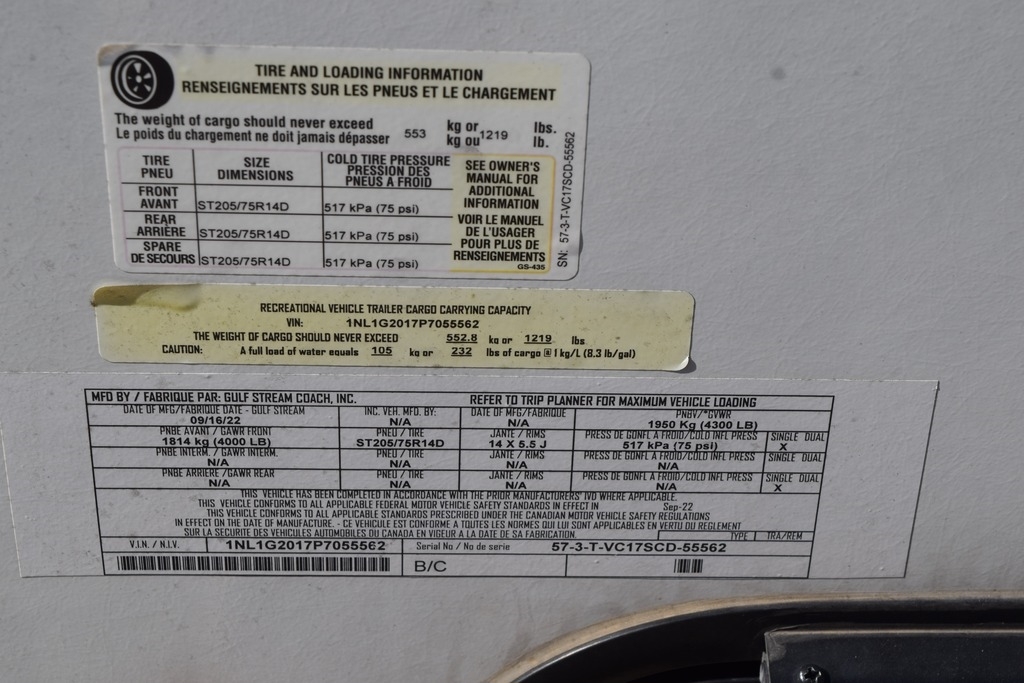 TIRE AND LOADING INFORMATION
RENSEIGNEMENTS SUR LES PNEUS ET LE CHARGEMENT
The weight of cargo should never exceed
Le poids du chargement ne doit jamais dépasser 553 kg or kg ou 1219 lbs. lb.
TIRE PNEU SIZE DIMENSIONS COLD TIRE PRESSURE PRESSION DES PNEUS A FROID
FRONT AVANT ST205/75R14D 517 kPa (75 psi)
REAR ARRIÈRE ST205/75R14D 517 kPa (75 psi)
SPARE DE SECOURS ST205/75R14D 517 kPa (75 psi)
SEE OWNER'S
MANUAL FOR
ADDITIONAL
INFORMATION
VOIR LE MANUEL
DE L'USAGER
POUR PLUS DE
RENSEIGNEMENTS
GS-435
SN: 57-3-T-VC17SCD-55562
RECREATIONAL VEHICLE TRAILER CARGO CARRYING CAPACITY
VIN: 1NL1G2017P7055562
THE WEIGHT OF CARGO SHOULD NEVER EXCEED 552.8 kg or 1219 lbs
CAUTION: A full load of water equals 105 kg or 232 lbs of cargo @ 1 kg/L (8.3 lb/gal)
MFD BY / FABRIQUE PAR: GULF STREAM COACH, INC. REFER TO TRIP PLANNER FOR MAXIMUM VEHICLE LOADING
DATE OF MFG/FABRIQUE DATE - GULF STREAM INC. VEH. MFD. BY: DATE OF MFG/FABRIQUE PNBV/*GVWR
09/16/22 N/A N/A 1950 Kg (4300 LB)
PNBE AVANT / GAWR FRONT PNEU / TIRE JANTE / RIMS PRESS DE GONFL A FROID/COLD INFL PRESS SINGLE DUAL
1814 kg (4000 LB) ST205/75R14D 14 X 5.5 J 517 kPa (75 psi) X
PNBE INTERM. / GAWR INTERM. PNEU / TIRE JANTE / RIMS PRESS DE GONFL A FROID/COLD INFL PRESS SINGLE DUAL
N/A N/A N/A N/A
PNBE ARRIERE /GAWR REAR PNEU / TIRE JANTE / RIMS PRESS DE GONFL A FROID/COLD INFL PRESS SINGLE DUAL
N/A N/A N/A N/A X
THIS VEHICLE HAS BEEN COMPLETED IN ACCORDANCE WITH THE PRIOR MANUFACTURERS' IVD WHERE APPLICABLE.
THIS VEHICLE CONFORMS TO ALL APPLICABLE FEDERAL MOTOR VEHICLE SAFETY STANDARDS IN EFFECT IN Sep-22
THIS VEHICLE CONFORMS TO ALL APPLICABLE STANDARDS PRESCRIBED UNDER THE CANADIAN MOTOR VEHICLE SAFETY REGULATIONS
IN EFFECT ON THE DATE OF MANUFACTURE. - CE VEHICULE EST CONFORME A TOUTES LES NORMES QUI LUI SONT APPLICABLES EN VERTU DU REGLEMENT
SUR LA SECURITE DES VEHICULES AUTOMOBILES DU CANADA EN VIGEUR A LA DATE DE SA FABRICATION. TYPE TRA/REM
V.I.N. / N.I.V. 1NL1G2017P7055562 Serial No / No de serie 57-3-T-VC17SCD-55562
B/C